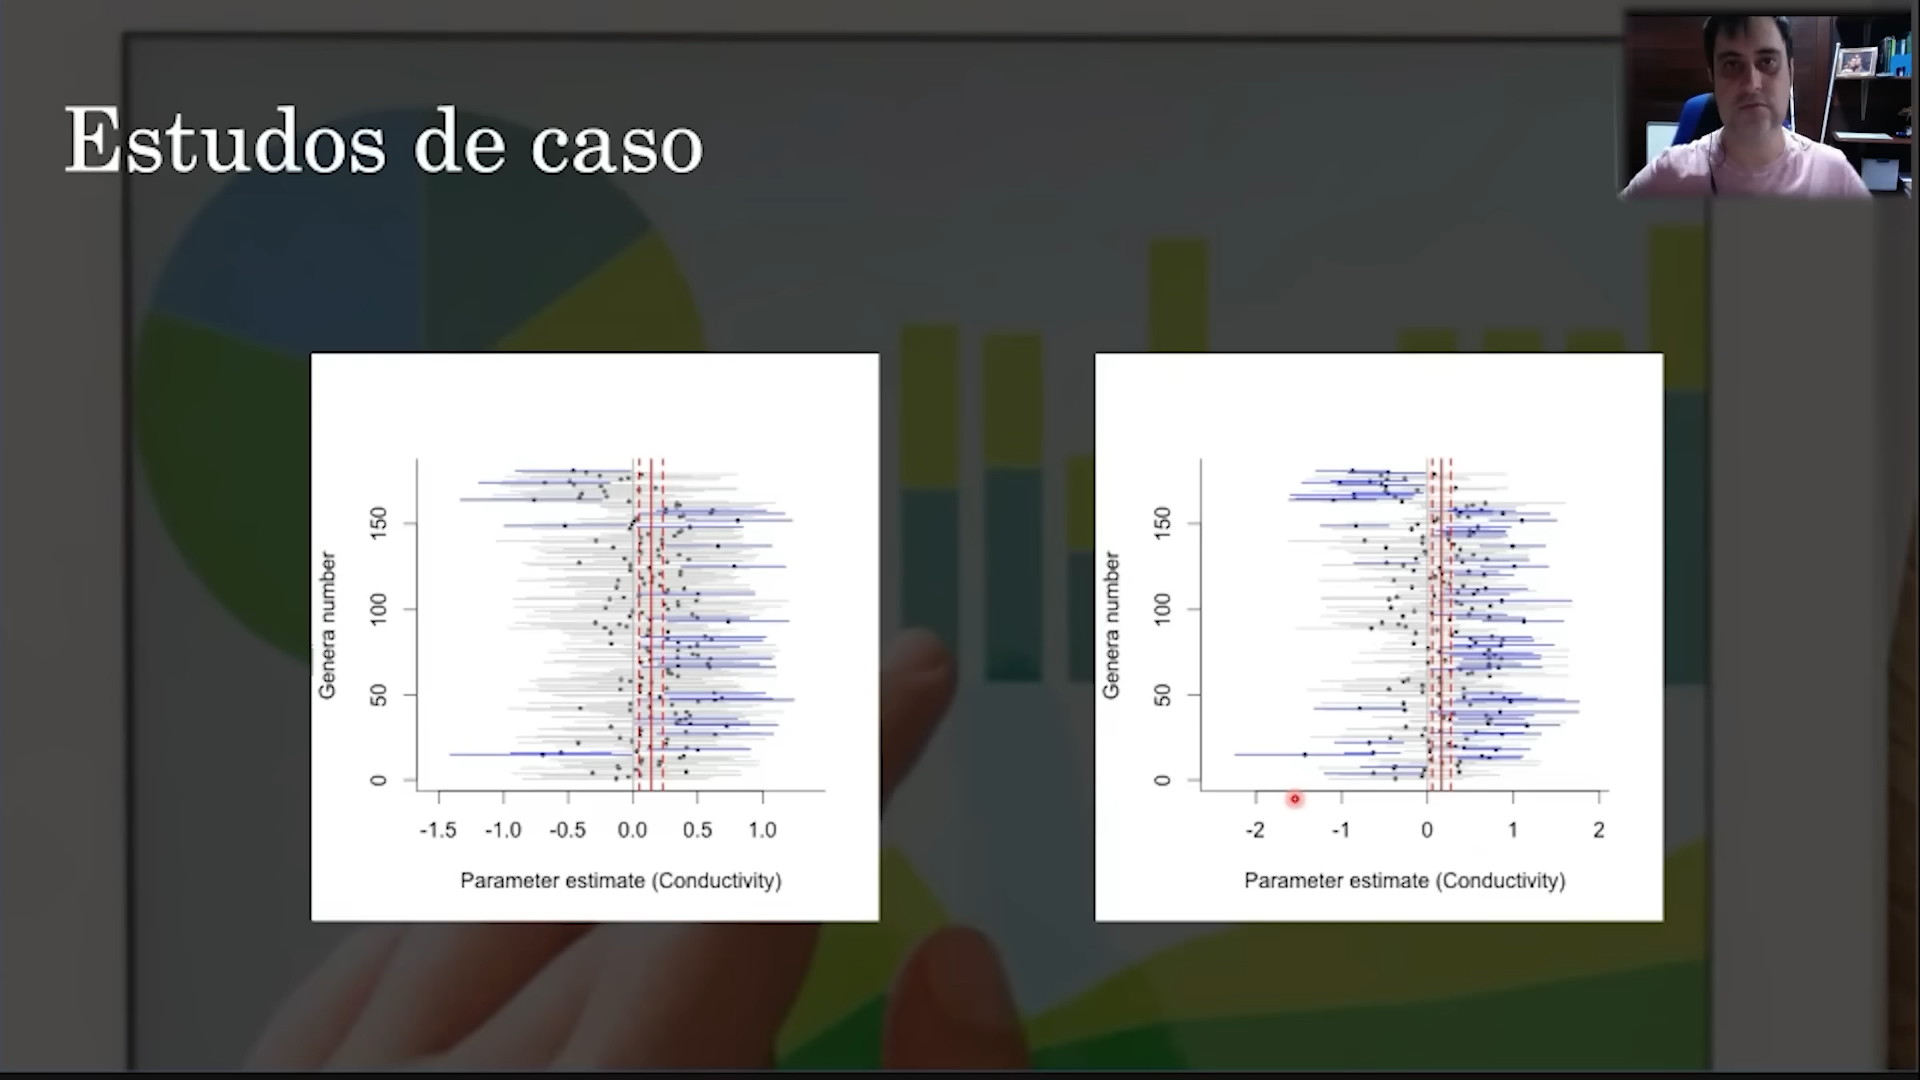 Estudos de caso
Genera number
150
100
50
0
-1.5 -1.0 -0.5 0.0 0.5 1.0
Parameter estimate (Conductivity)
Genera number
150
100
50
0
-2 -1 0 1 2
Parameter estimate (Conductivity)